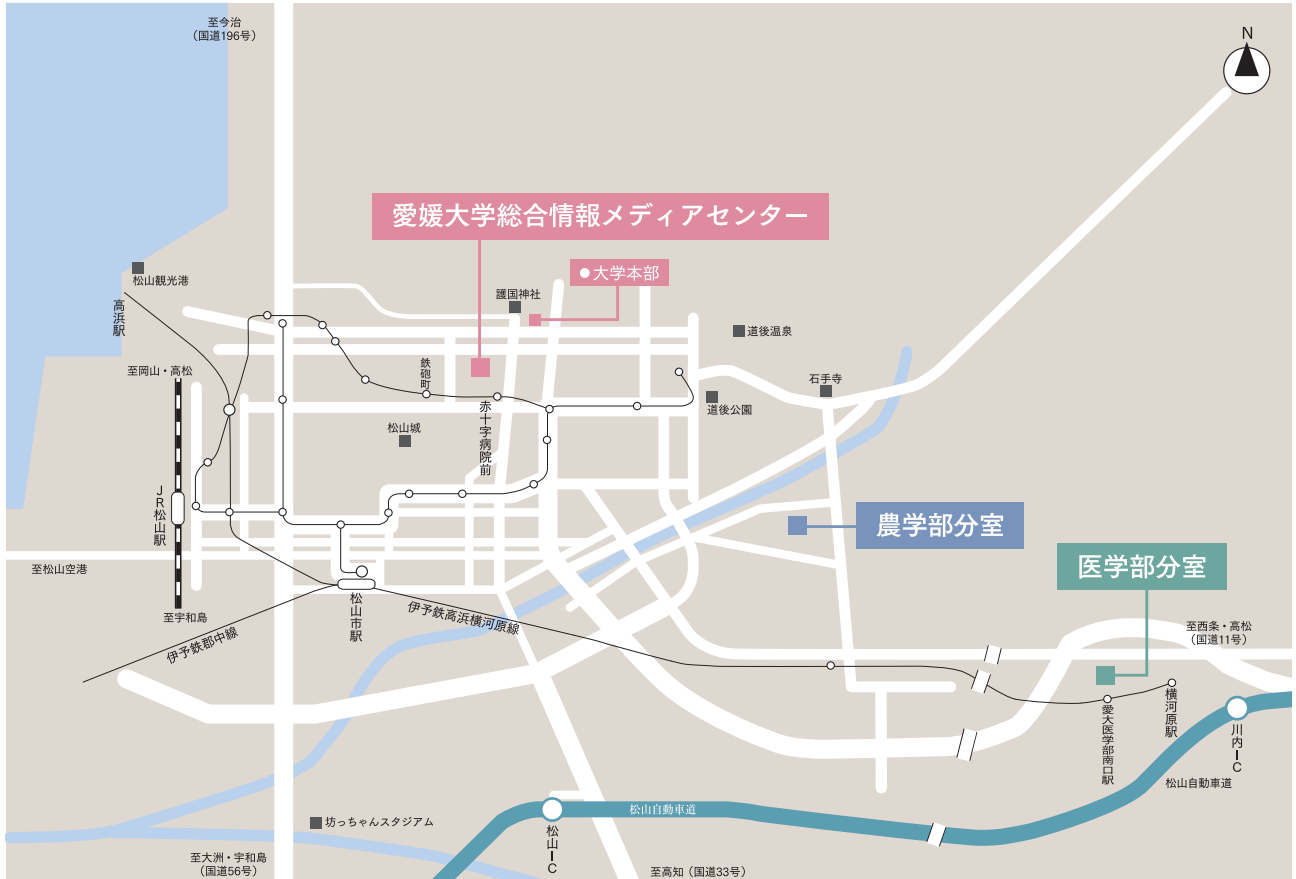 至今治
（国道196号）
N
愛媛大学総合情報メディアセンター
●大学本部
松山観光港
護国神社
高浜駅
道後温泉
至岡山・高松
鉄砲町
石手寺
道後公園
赤十字病院前
松山城
JR松山駅
農学部分室
医学部分室
至松山空港
至宇和島
松山市駅
伊予鉄高浜横河原線
伊予鉄郡中線
至西条・高松
（国道11号）
横河原駅
愛大医学部南口駅
川内IC
松山自動車道
松山自動車道
坊っちゃんスタジアム
松山IC
至大洲・宇和島
（国道56号）
至高知（国道33号）